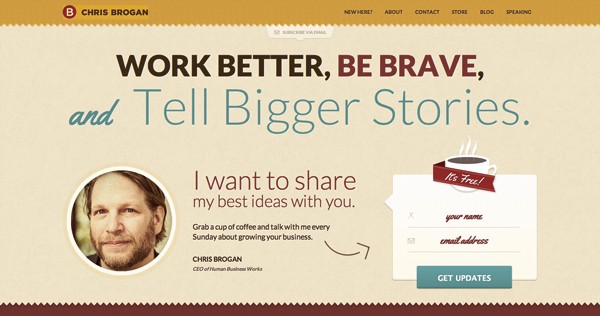 B CHRIS BROGAN
NEW HERE? ABOUT CONTACT STORE BLOG SPEAKING
SUBSCRIBE VIA EMAIL
WORK BETTER, BE BRAVE,
and Tell Bigger Stories.
I want to share
my best ideas with you.
Grab a cup of coffee and talk with me every
Sunday about growing your business.
CHRIS BROGAN
CEO of Human Business Works
It's Free!
your name
email address
GET UPDATES